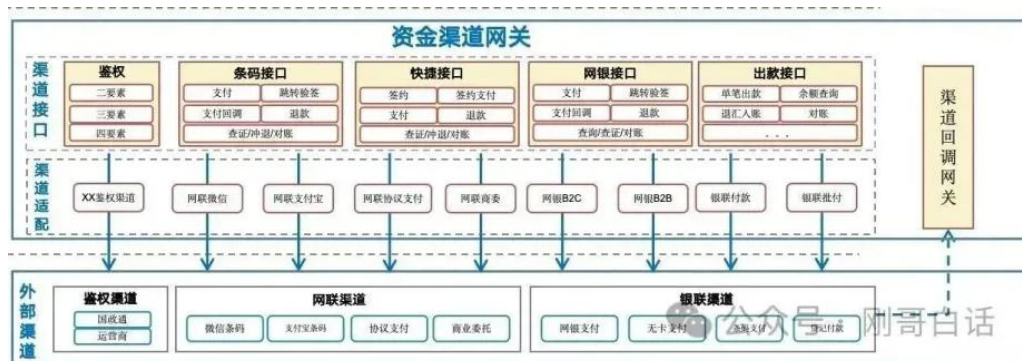 资金渠道网关
渠道接口
鉴权
二要素
三要素
四要素
条码接口
支付 跳转验签
支付回调 退款
查证/冲退/对账
快捷接口
签约 签约支付
支付 退款
查证/冲退/对账
网银接口
支付 跳转验签
支付回调 退款
查询/查证/对账
出款接口
单笔出款 余额查询
退汇入账 对账
...
渠道回调网关
渠道适配
XX鉴权渠道 网联微信 网联支付宝 网联协议支付 网联商委 网银B2C 网银B2B 银联付款 银联批付
外部渠道
鉴权渠道
国政通
运营商
网联渠道
微信条码 支付宝条码 协议支付 商业委托
银联渠道
网银支付 无卡支付
公众号·刚哥白话